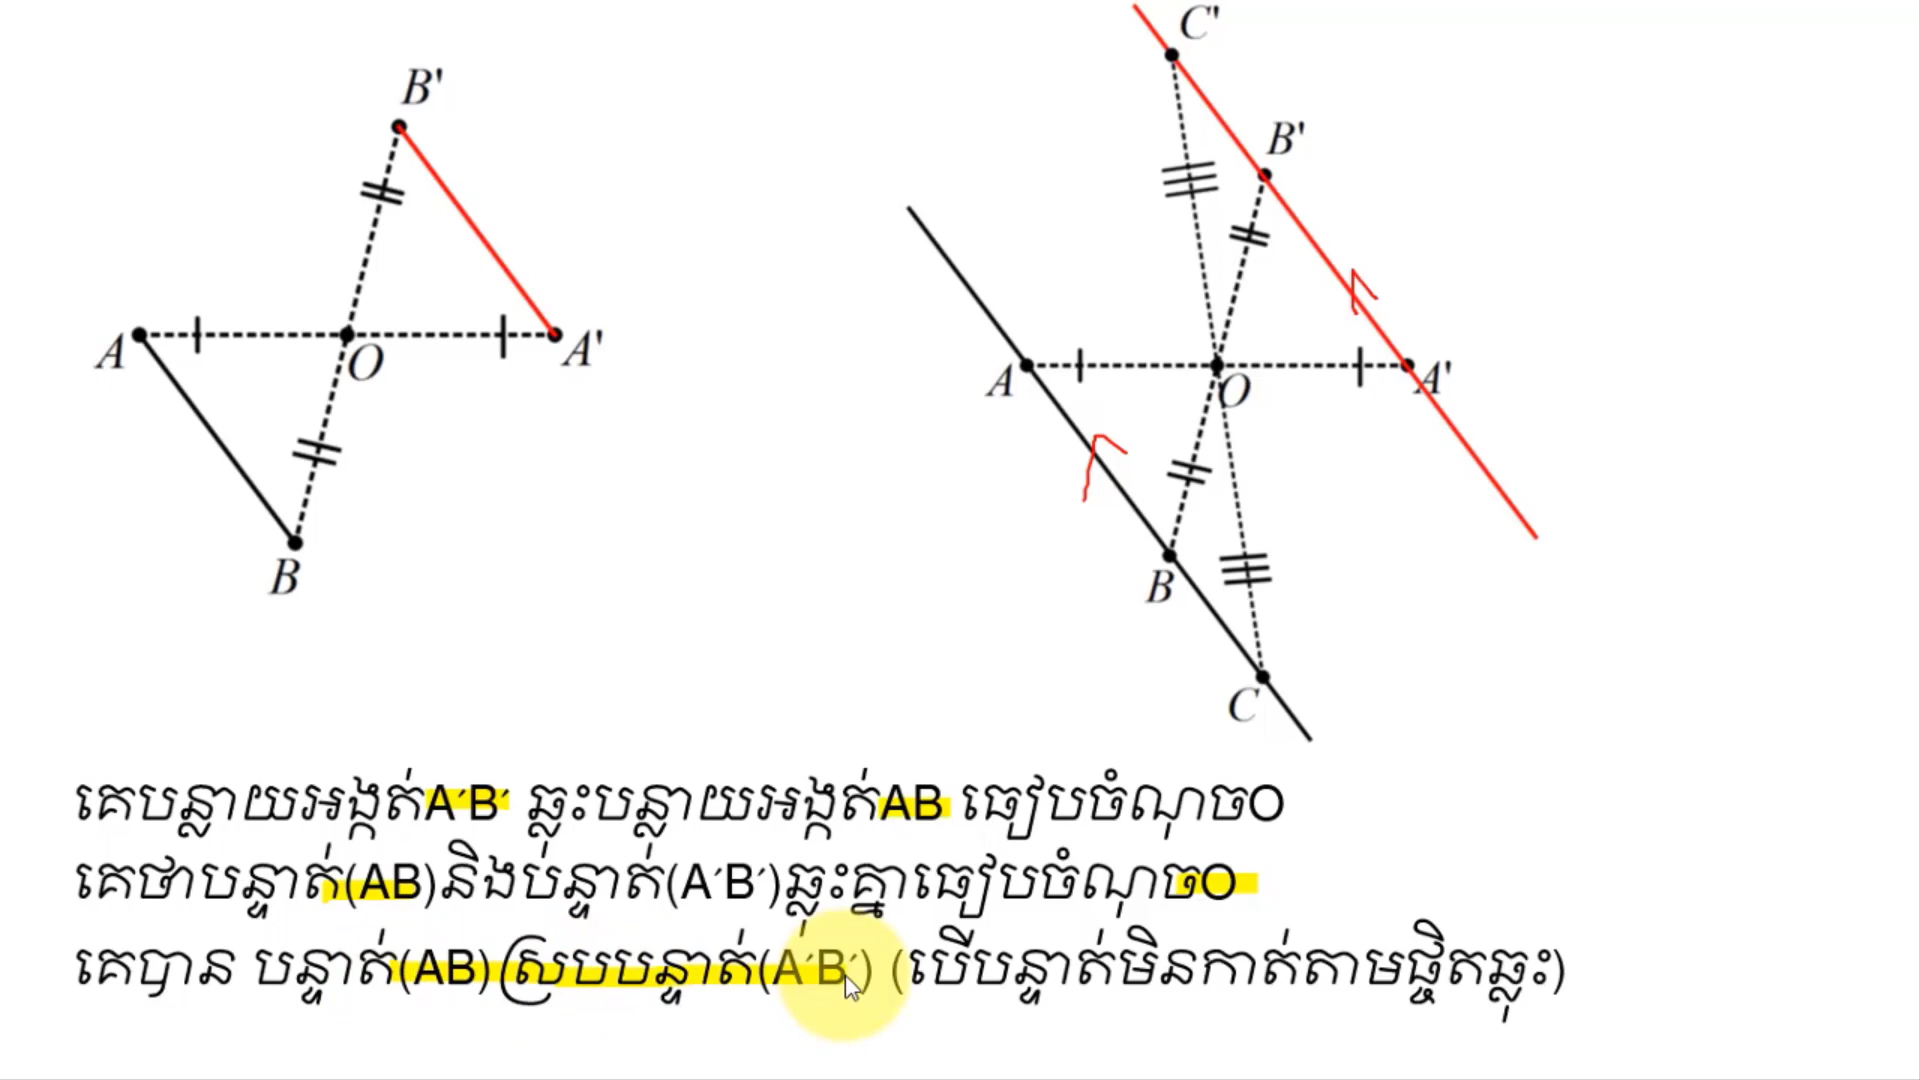 C'
B'
B'
A
O
A'
A
O
A'
B
B
C
គេបន្លាយអង្កត់A´B´ ឆ្លុះបន្លាយអង្កត់AB ធៀបចំណុចO
គេថាបន្ទាត់(AB)និងប់ន្ទាត់(A´B´)ឆ្លុះគ្នាធៀបចំណុចO
គេបាន បន្ទាត់(AB)ស្របបន្ទាត់(A´B´) (បើបន្ទាត់មិនកាត់តាមផ្ចិតឆ្លុះ)